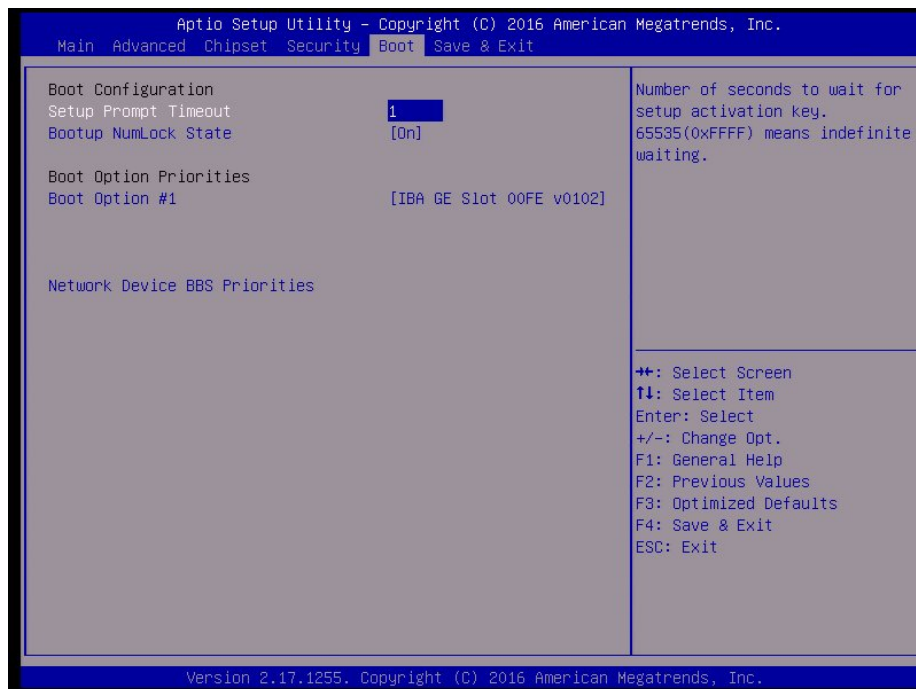 Aptio Setup Utility – Copyright (C) 2016 American Megatrends, Inc.
Main Advanced Chipset Security Boot Save & Exit
Boot Configuration
Setup Prompt Timeout 1
Bootup NumLock State [On]
Boot Option Priorities
Boot Option #1 [IBA GE Slot 00FE v0102]
Network Device BBS Priorities
Number of seconds to wait for
setup activation key.
65535(0xFFFF) means indefinite
waiting.
→←: Select Screen
↑↓: Select Item
Enter: Select
+/-: Change Opt.
F1: General Help
F2: Previous Values
F3: Optimized Defaults
F4: Save & Exit
ESC: Exit
Version 2.17.1255. Copyright (C) 2016 American Megatrends, Inc.